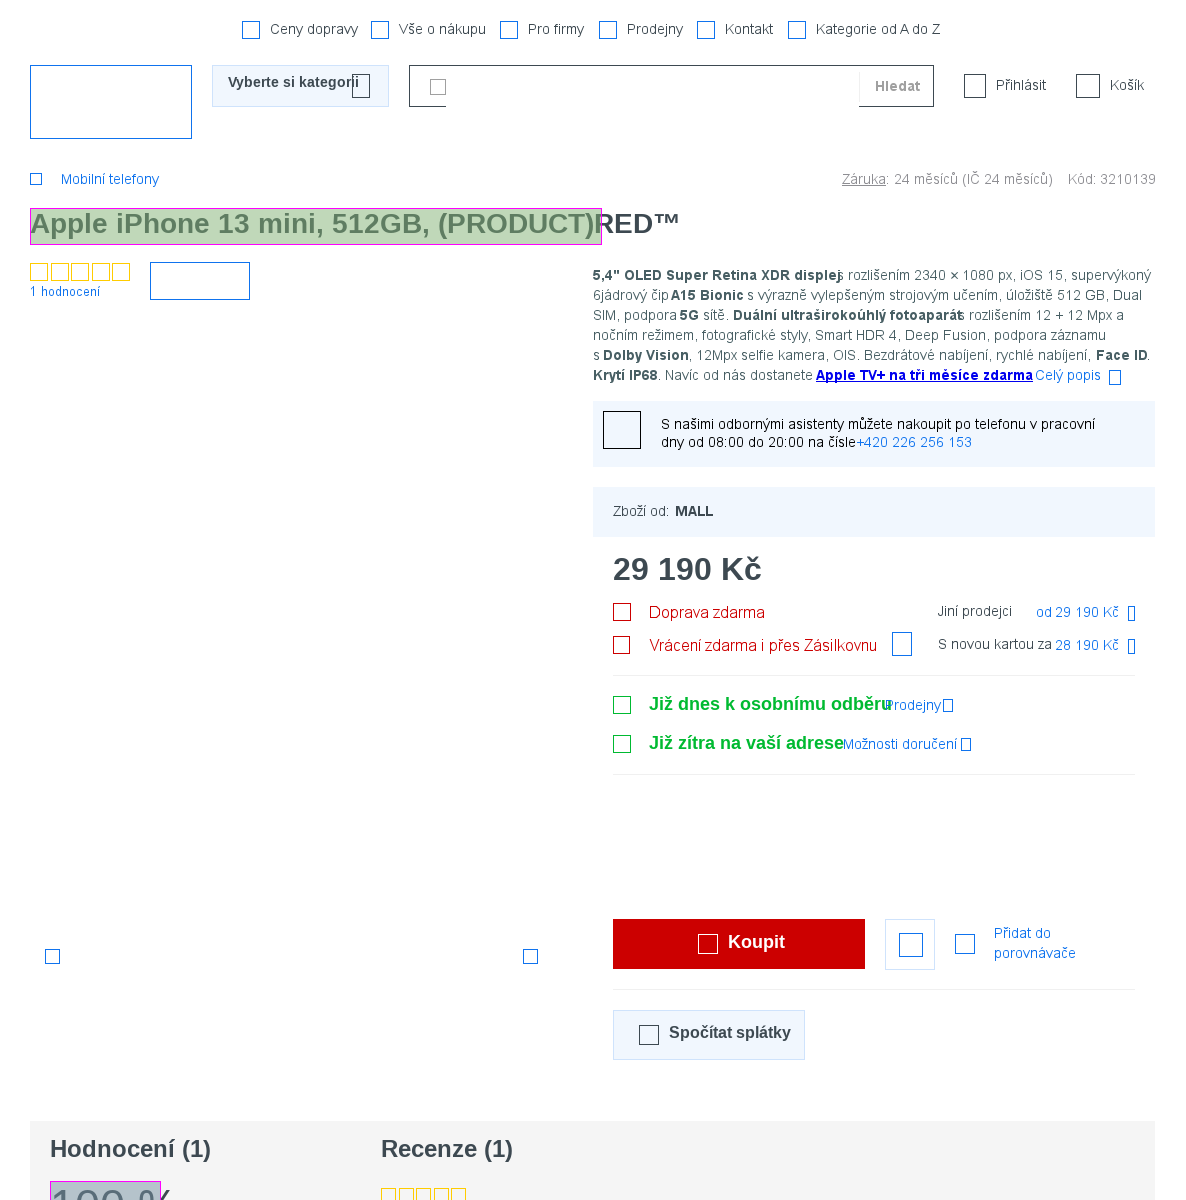 Ceny dopravy Vše o nákupu Pro firmy Prodejny Kontakt Kategorie od A do Z
Vyberte si kategorii Hledat Přihlásit Košík
Mobilní telefony Záruka: 24 měsíců (IČ 24 měsíců) Kód: 3210139
Apple iPhone 13 mini, 512GB, (PRODUCT)RED™
1 hodnocení
5,4" OLED Super Retina XDR displej s rozlišením 2340 × 1080 px, iOS 15, supervýkoný
6jádrový čip A15 Bionic s výrazně vylepšeným strojovým učením, úložiště 512 GB, Dual
SIM, podpora 5G sítě. Duální ultraširokoúhlý fotoaparát s rozlišením 12 + 12 Mpx a
nočním režimem, fotografické styly, Smart HDR 4, Deep Fusion, podpora záznamu
s Dolby Vision, 12Mpx selfie kamera, OIS. Bezdrátové nabíjení, rychlé nabíjení, Face ID.
Krytí IP68. Navíc od nás dostanete Apple TV+ na tři měsíce zdarma Celý popis
S našimi odbornými asistenty můžete nakoupit po telefonu v pracovní
dny od 08:00 do 20:00 na čísle +420 226 256 153
Zboží od: MALL
29 190 Kč
Doprava zdarma Jiní prodejci od 29 190 Kč
Vrácení zdarma i přes Zásilkovnu S novou kartou za 28 190 Kč
Již dnes k osobnímu odběru Prodejny
Již zítra na vaší adrese Možnosti doručení
Koupit Přidat do
porovnávače
Spočítat splátky
Hodnocení (1) Recenze (1)
100 %